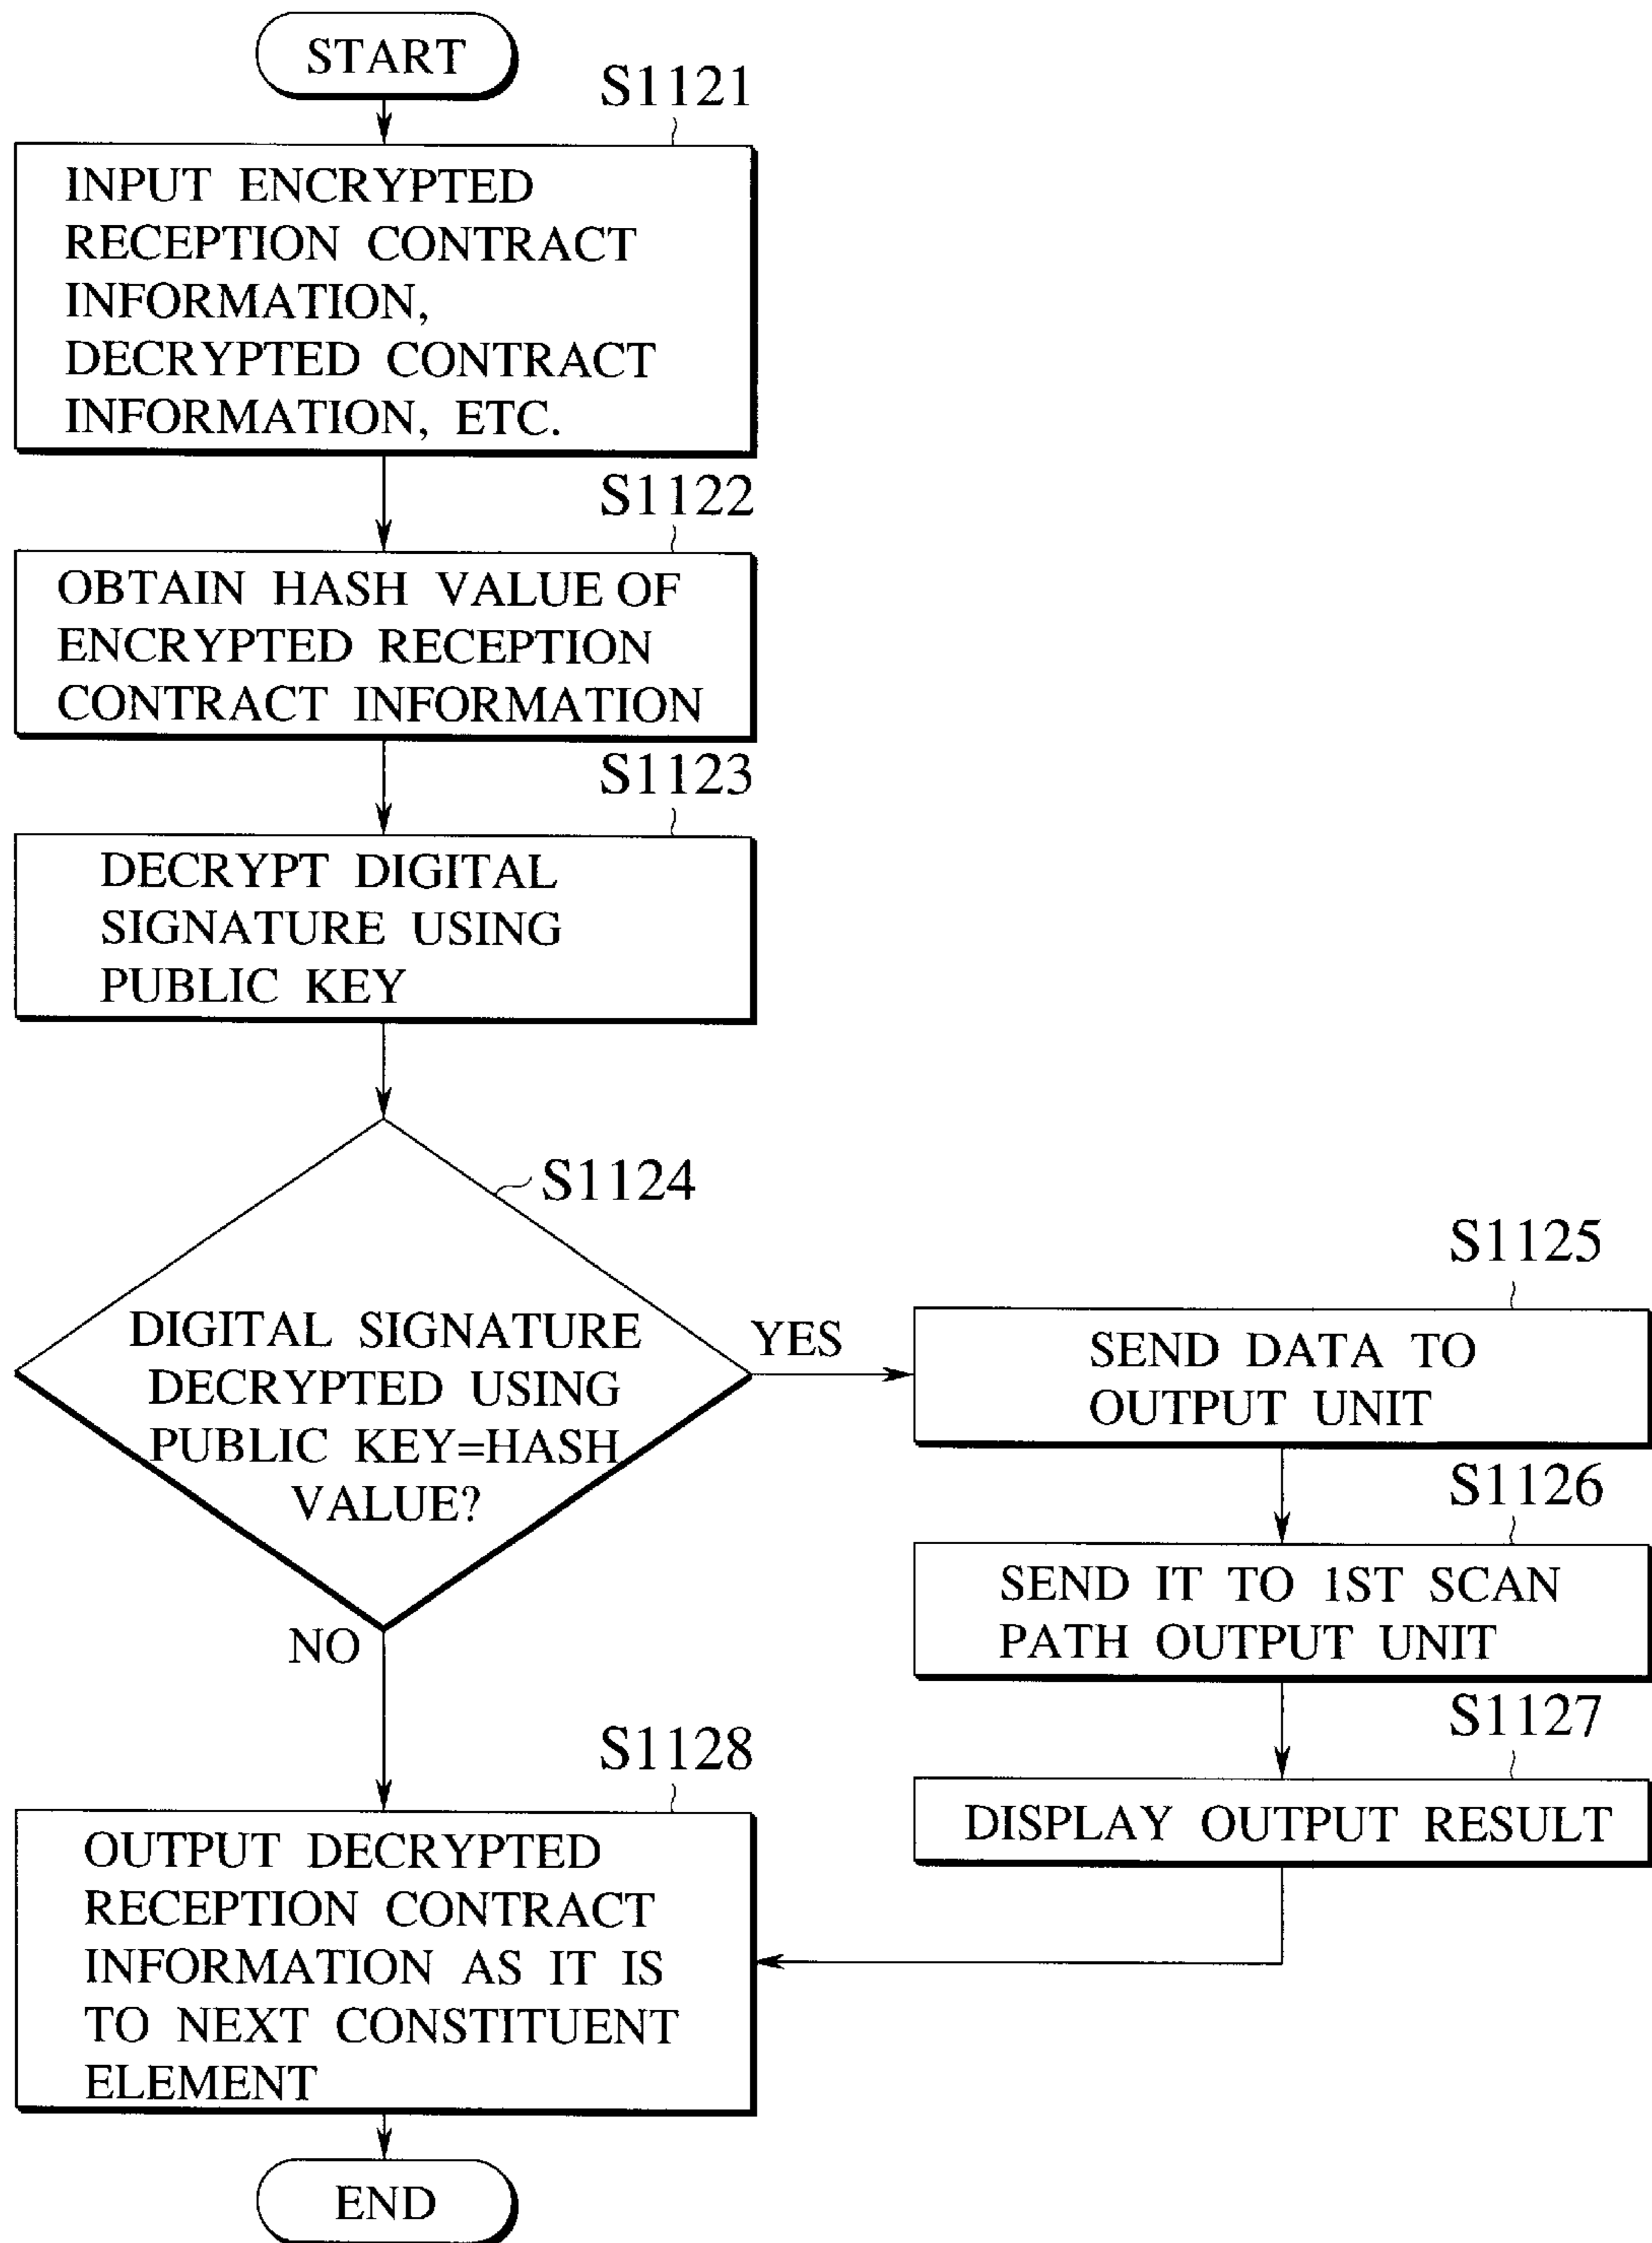 START
S1121
INPUT ENCRYPTED
RECEPTION CONTRACT
INFORMATION,
DECRYPTED CONTRACT
INFORMATION, ETC.
S1122
OBTAIN HASH VALUE OF
ENCRYPTED RECEPTION
CONTRACT INFORMATION
S1123
DECRYPT DIGITAL
SIGNATURE USING
PUBLIC KEY
S1124
DIGITAL SIGNATURE
DECRYPTED USING
PUBLIC KEY=HASH
VALUE?
YES
S1125
SEND DATA TO
OUTPUT UNIT
S1126
SEND IT TO 1ST SCAN
PATH OUTPUT UNIT
S1127
DISPLAY OUTPUT RESULT
NO
S1128
OUTPUT DECRYPTED
RECEPTION CONTRACT
INFORMATION AS IT IS
TO NEXT CONSTITUENT
ELEMENT
END